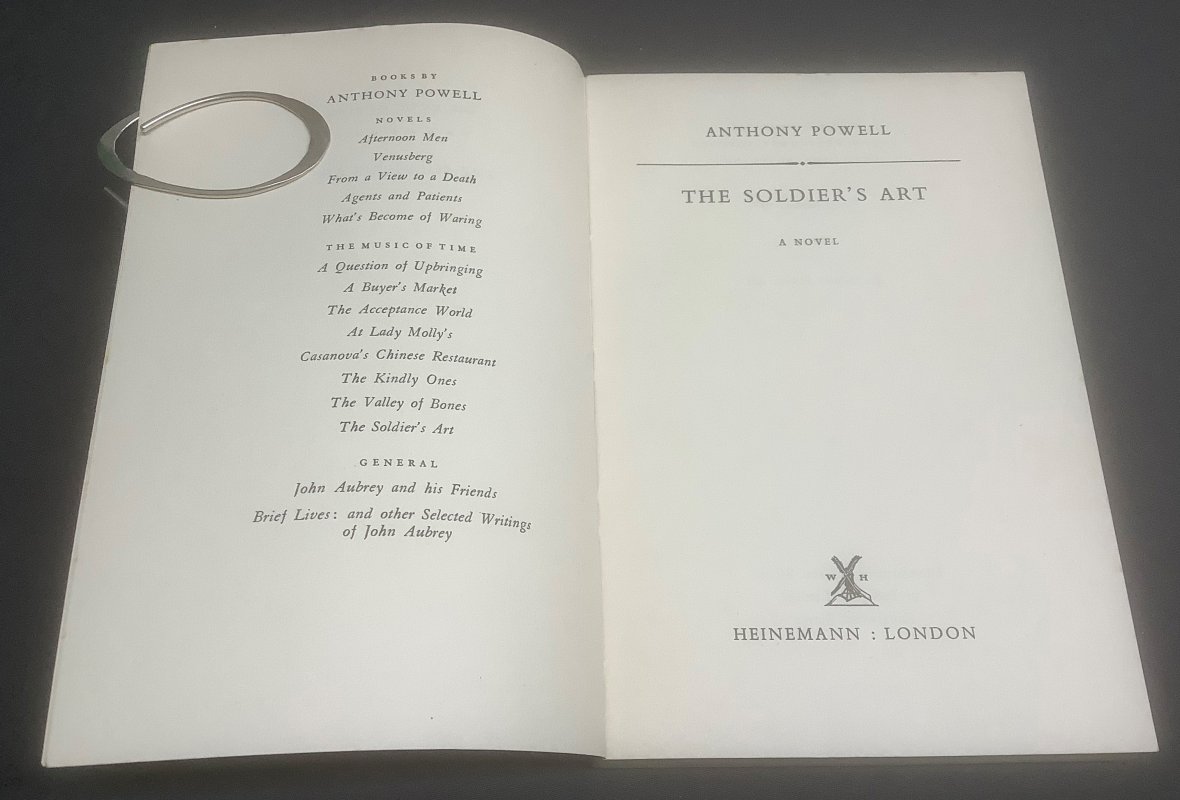 BOOKS BY
ANTHONY POWELL
NOVELS
Afternoon Men
Venusberg
From a View to a Death
Agents and Patients
What's Become of Waring
THE MUSIC OF TIME
A Question of Upbringing
A Buyer's Market
The Acceptance World
At Lady Molly's
Casanova's Chinese Restaurant
The Kindly Ones
The Valley of Bones
The Soldier's Art
GENERAL
John Aubrey and his Friends
Brief Lives: and other Selected Writings
of John Aubrey
ANTHONY POWELL
THE SOLDIER'S ART
A NOVEL
W H
HEINEMANN : LONDON